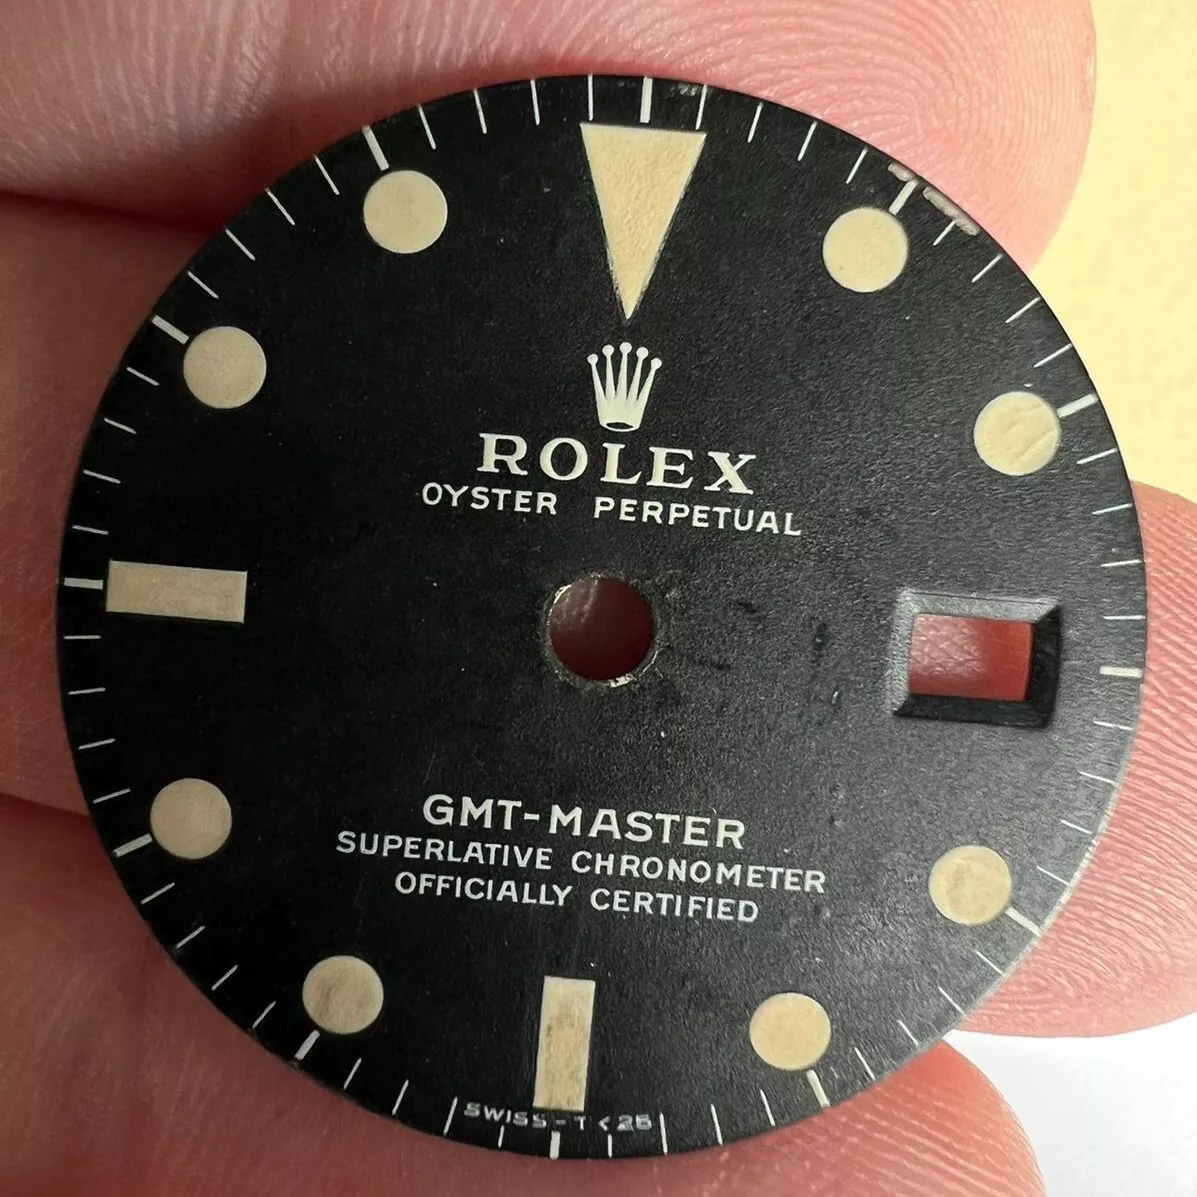 ROLEX
OYSTER PERPETUAL
GMT-MASTER
SUPERLATIVE CHRONOMETER
OFFICIALLY CERTIFIED
SWISS-T<25